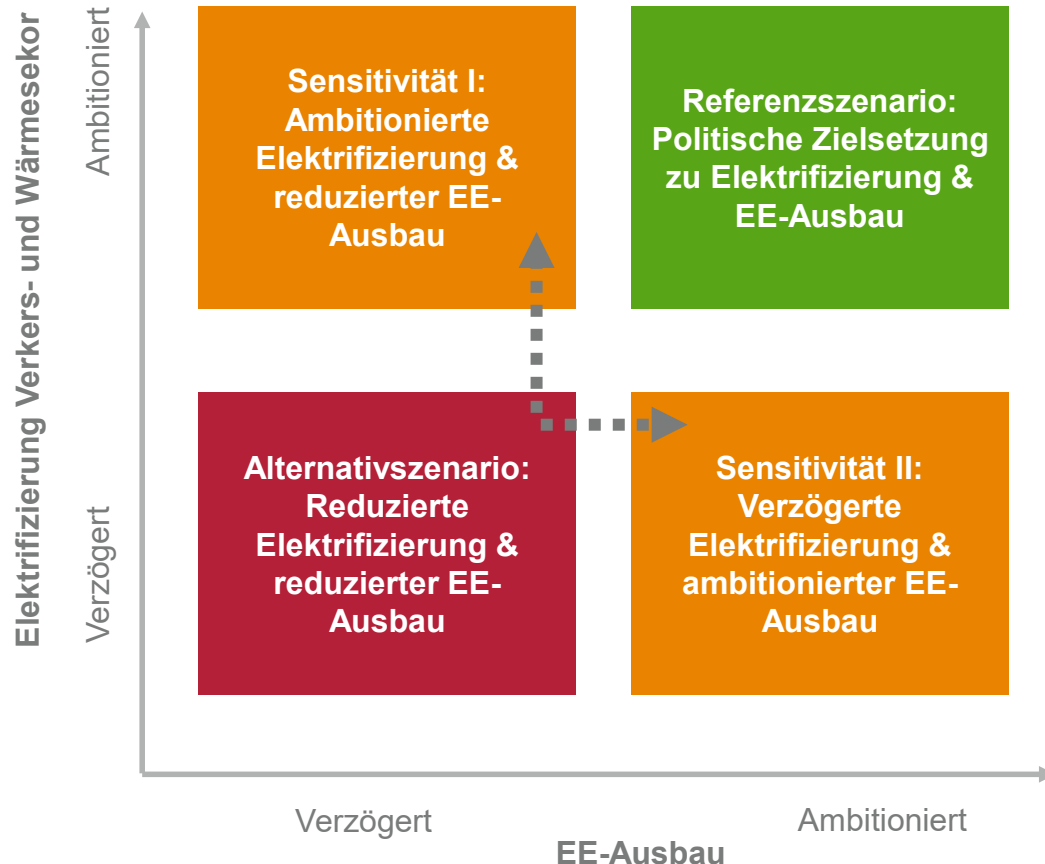 Elektrifizierung Verkers- und Wärmesekor
Ambitioniert
Verzögert
Sensitivität I:
Ambitionierte
Elektrifizierung &
reduzierter EE-
Ausbau
Referenzszenario:
Politische Zielsetzung
zu Elektrifizierung &
EE-Ausbau
Alternativszenario:
Reduzierte
Elektrifizierung &
reduzierter EE-
Ausbau
Sensitivität II:
Verzögerte
Elektrifizierung &
ambitionierter EE-
Ausbau
Verzögert
Ambitioniert
EE-Ausbau